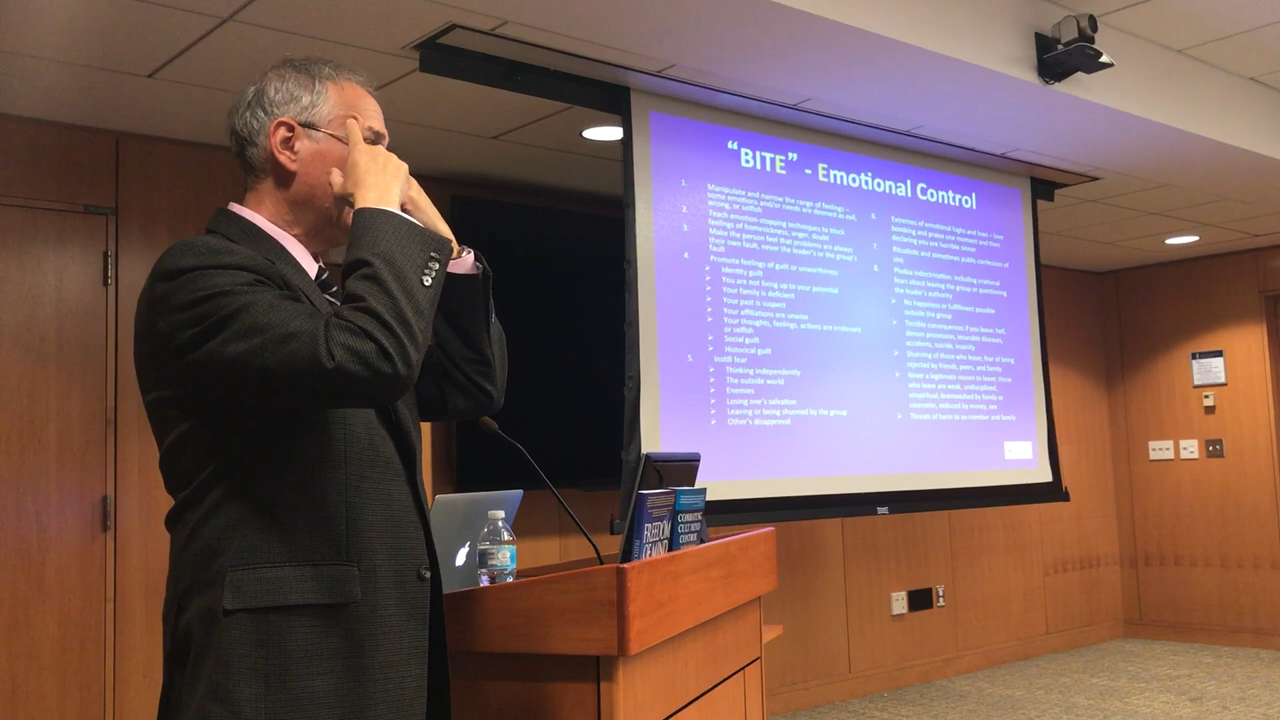 “BITE” - Emotional Control
1. Manipulate and narrow the range of feelings –
some emotions and/or needs are deemed as evil,
wrong, or selfish
2. Teach emotion-stopping techniques to block
feelings of homesickness, anger, doubt
3. Make the person feel that problems are always
their own fault, never the leader's or the group's
fault
4. Promote feelings of guilt or unworthiness
➢ Identity guilt
➢ You are not living up to your potential
➢ Your family is deficient
➢ Your past is suspect
➢ Your affiliations are unwise
➢ Your thoughts, feelings, actions are irrelevant
or selfish
➢ Social guilt
➢ Historical guilt
5. Instill fear
➢ Thinking independently
➢ The outside world
➢ Enemies
➢ Losing one's salvation
➢ Leaving or being shunned by the group
➢ Other's disapproval
6. Extremes of emotional highs and lows – love
bombing and praise one moment and then
declaring you are horrible sinner
7. Ritualistic and sometimes public confession of
sins
8. Phobia indoctrination: including irrational
fears about leaving the group or questioning
the leader's authority
➢ No happiness or fulfillment possible
outside the group
➢ Terrible consequences if you leave: hell,
demon possession, incurable diseases,
accidents, suicide, insanity
➢ Shunning of those who leave, fear of being
rejected by friends, peers, and family
➢ Never a legitimate reason to leave; those
who leave are weak, undisciplined,
unspiritual, brainwashed by family or
counselor, seduced by money, sex
➢ Threats of harm to ex-member and family
FREEDOM
OF MIND
COMBATING
CULT MIND
CONTROL